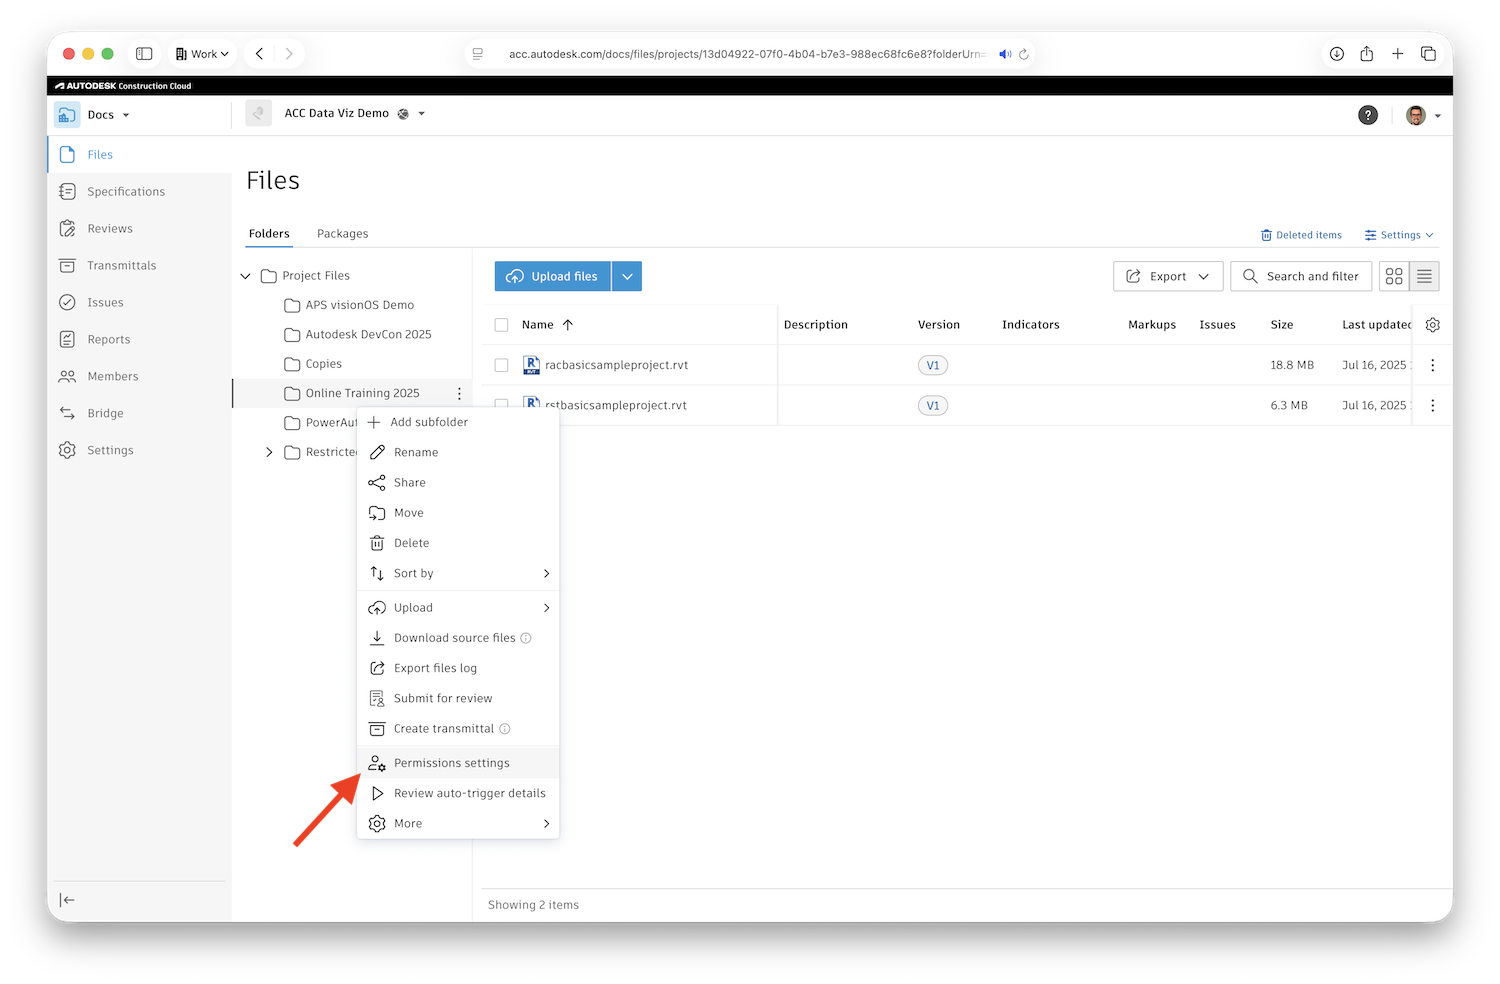 Work
acc.autodesk.com/docs/files/projects/13d04922-07f0-4b04-b7e3-988ec68fc6e8?folderUrn=
AUTODESK Construction Cloud
Docs
ACC Data Viz Demo
?
Files
Specifications
Reviews
Transmittals
Issues
Reports
Members
Bridge
Settings
Files
Folders
Packages
Deleted items
Settings
Project Files
APS visionOS Demo
Autodesk DevCon 2025
Copies
Online Training 2025
PowerAut
Restricted
Upload files
Export
Search and filter
Name
Description
Version
Indicators
Markups
Issues
Size
Last updated
R RVT
racbasicsampleproject.rvt
V1
18.8 MB
Jul 16, 2025
R
rstbasicsampleproject.rvt
V1
6.3 MB
Jul 16, 2025
Add subfolder
Rename
Share
Move
Delete
Sort by
Upload
Download source files
Export files log
Submit for review
Create transmittal
Permissions settings
Review auto-trigger details
More
Showing 2 items